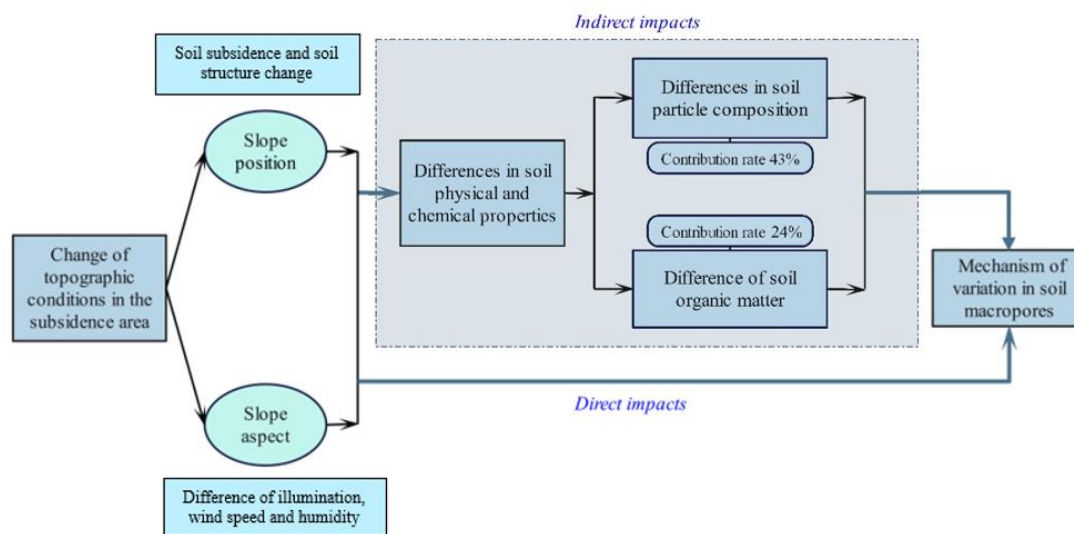 Indirect impacts
Soil subsidence and soil
structure change
Slope
position
Differences in soil
physical and
chemical properties
Differences in soil
particle composition
Contribution rate 43%
Contribution rate 24%
Difference of soil
organic matter
Change of
topographic
conditions in the
subsidence area
Mechanism of
variation in soil
macropores
Slope
aspect
Direct impacts
Difference of illumination,
wind speed and humidity